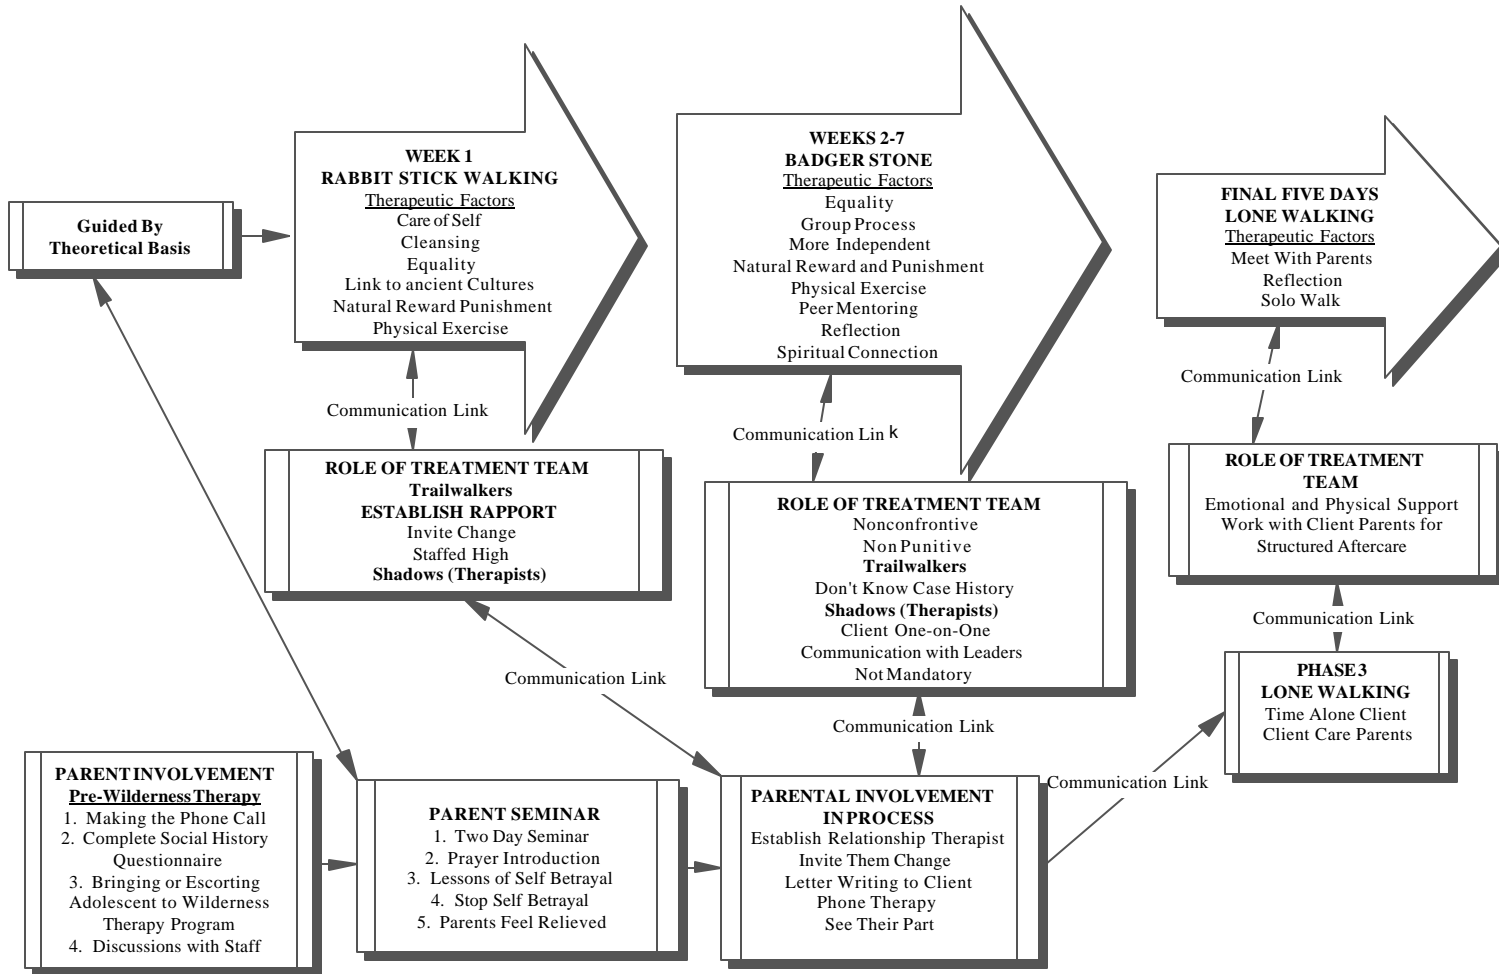 Guided By
Theoretical Basis
WEEK 1
RABBIT STICK WALKING
Therapeutic Factors
Care of Self
Cleansing
Equality
Link to ancient Cultures
Natural Reward Punishment
Physical Exercise
WEEKS 2-7
BADGER STONE
Therapeutic Factors
Equality
Group Process
More Independent
Natural Reward and Punishment
Physical Exercise
Peer Mentoring
Reflection
Spiritual Connection
FINAL FIVE DAYS
LONE WALKING
Therapeutic Factors
Meet With Parents
Reflection
Solo Walk
Communication Link
Communication Link
Communication Link
ROLE OF TREATMENT TEAM
Trailwalkers
ESTABLISH RAPPORT
Invite Change
Staffed High
Shadows (Therapists)
ROLE OF TREATMENT TEAM
Nonconfrontive
Non Punitive
Trailwalkers
Don't Know Case History
Shadows (Therapists)
Client One-on-One
Communication with Leaders
Not Mandatory
ROLE OF TREATMENT
TEAM
Emotional and Physical Support
Work with Client Parents for
Structured Aftercare
Communication Link
Communication Link
Communication Link
PHASE 3
LONE WALKING
Time Alone Client
Client Care Parents
Communication Link
PARENT INVOLVEMENT
Pre-Wilderness Therapy
1. Making the Phone Call
2. Complete Social History
Questionnaire
3. Bringing or Escorting
Adolescent to Wilderness
Therapy Program
4. Discussions with Staff
PARENT SEMINAR
1. Two Day Seminar
2. Prayer Introduction
3. Lessons of Self Betrayal
4. Stop Self Betrayal
5. Parents Feel Relieved
PARENTAL INVOLVEMENT
IN PROCESS
Establish Relationship Therapist
Invite Them Change
Letter Writing to Client
Phone Therapy
See Their Part